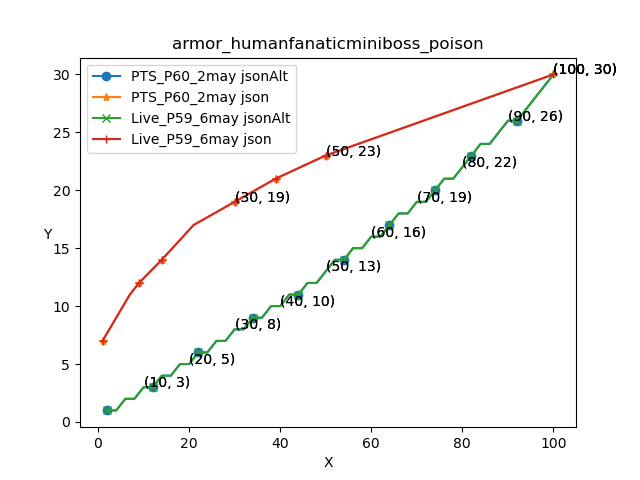 armor_humanfanaticminiboss_poison
PTS_P60_2may jsonAlt
PTS_P60_2may json
Live_P59_6may jsonAlt
Live_P59_6may json
(100, 30)
(90, 26)
(50, 23)
(80, 22)
(30, 19)
(70, 19)
(60, 16)
(50, 13)
(40, 10)
(30, 8)
(20, 5)
(10, 3)
30
25
20
15
10
5
0
Y
0 20 40 60 80 100
X